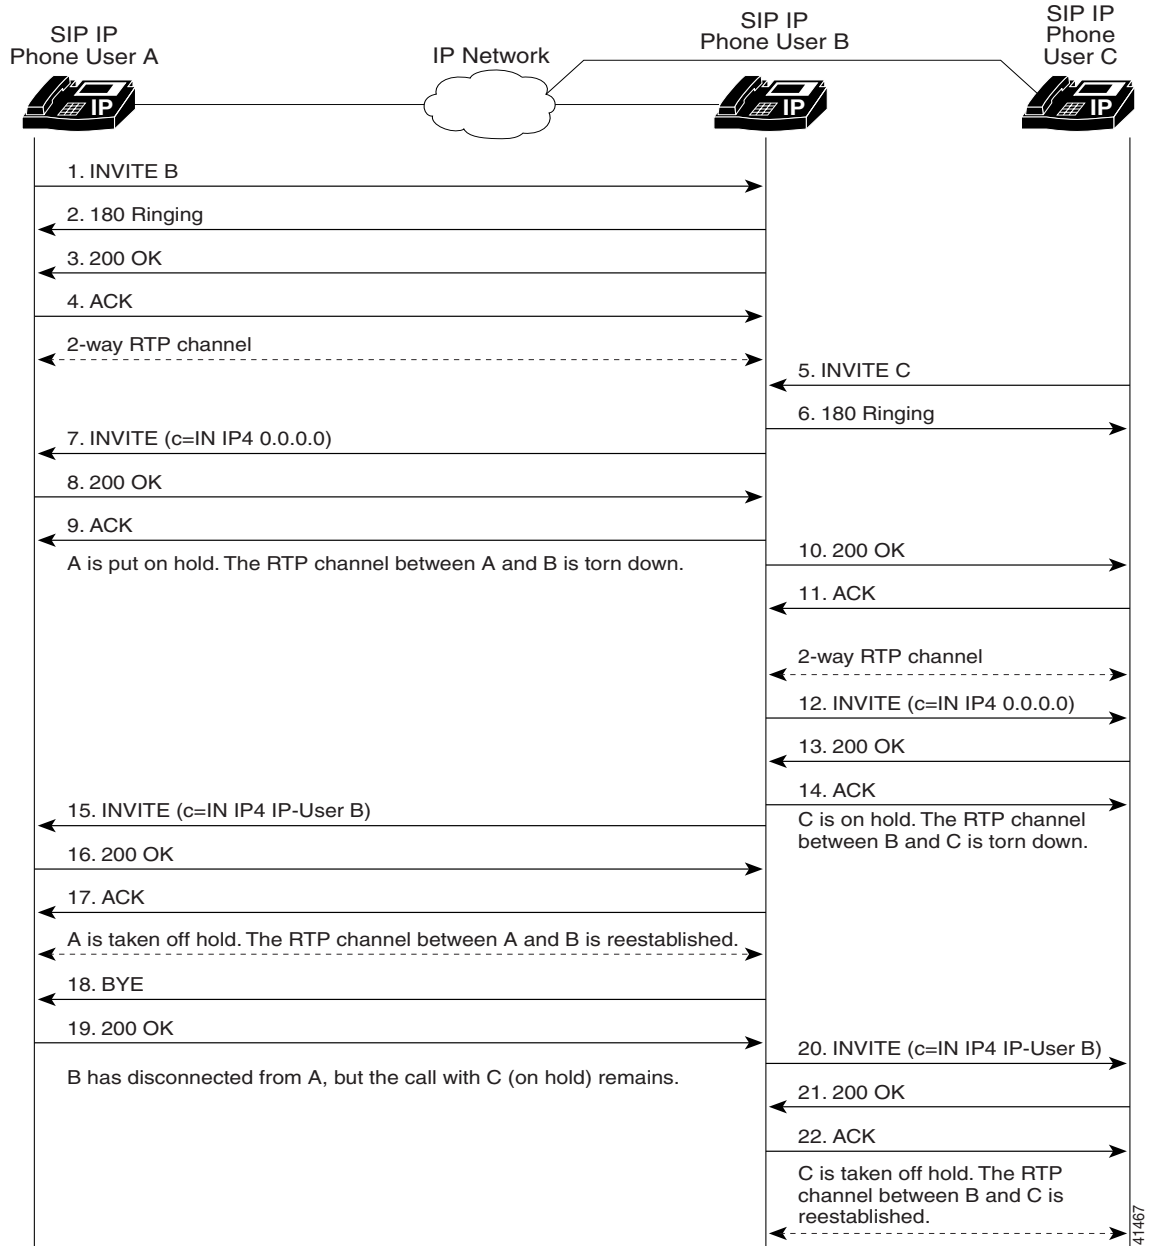 SIP IP
Phone User A
IP Network
SIP IP
Phone User B
SIP IP
Phone
User C
IP
IP
IP
1. INVITE B
2. 180 Ringing
3. 200 OK
4. ACK
2-way RTP channel
5. INVITE C
6. 180 Ringing
7. INVITE (c=IN IP4 0.0.0.0)
8. 200 OK
9. ACK
A is put on hold. The RTP channel between A and B is torn down.
10. 200 OK
11. ACK
2-way RTP channel
12. INVITE (c=IN IP4 0.0.0.0)
13. 200 OK
14. ACK
C is on hold. The RTP channel
between B and C is torn down.
15. INVITE (c=IN IP4 IP-User B)
16. 200 OK
17. ACK
A is taken off hold. The RTP channel between A and B is reestablished.
18. BYE
19. 200 OK
B has disconnected from A, but the call with C (on hold) remains.
20. INVITE (c=IN IP4 IP-User B)
21. 200 OK
22. ACK
C is taken off hold. The RTP
channel between B and C is
reestablished.
41467